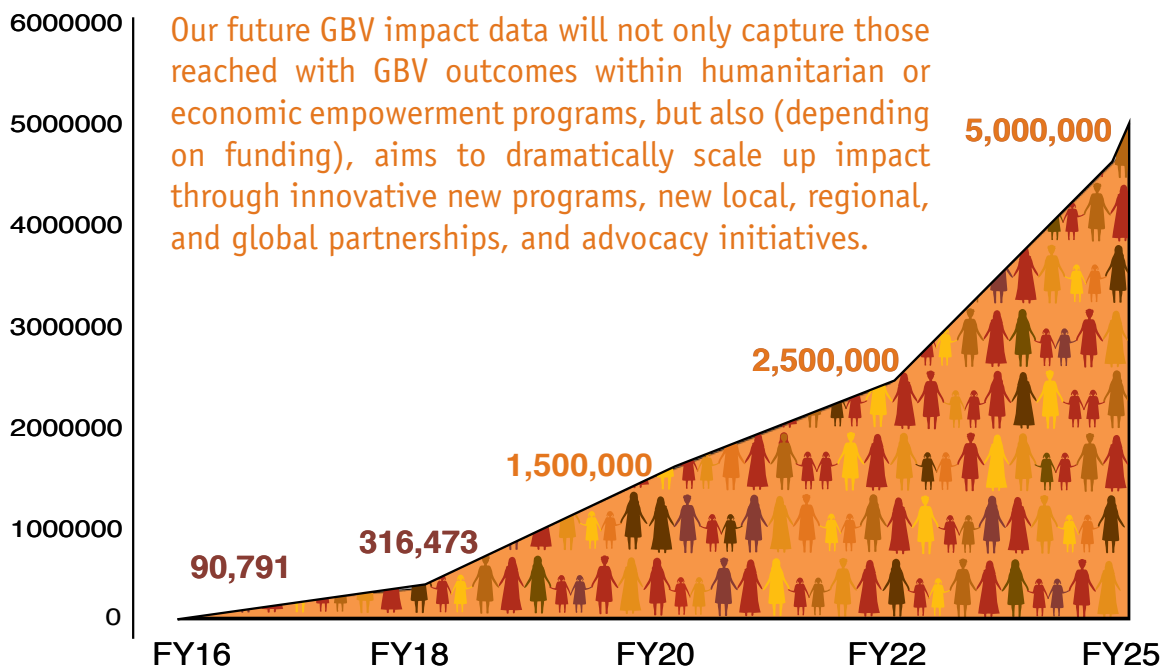 6000000
Our future GBV impact data will not only capture those
reached with GBV outcomes within humanitarian or
economic empowerment programs, but also (depending
on funding), aims to dramatically scale up impact
through innovative new programs, new local, regional,
and global partnerships, and advocacy initiatives.
5000000
5,000,000
4000000
3000000
2,500,000
2000000
1,500,000
1000000
316,473
90,791
0
FY16
FY18
FY20
FY22
FY25